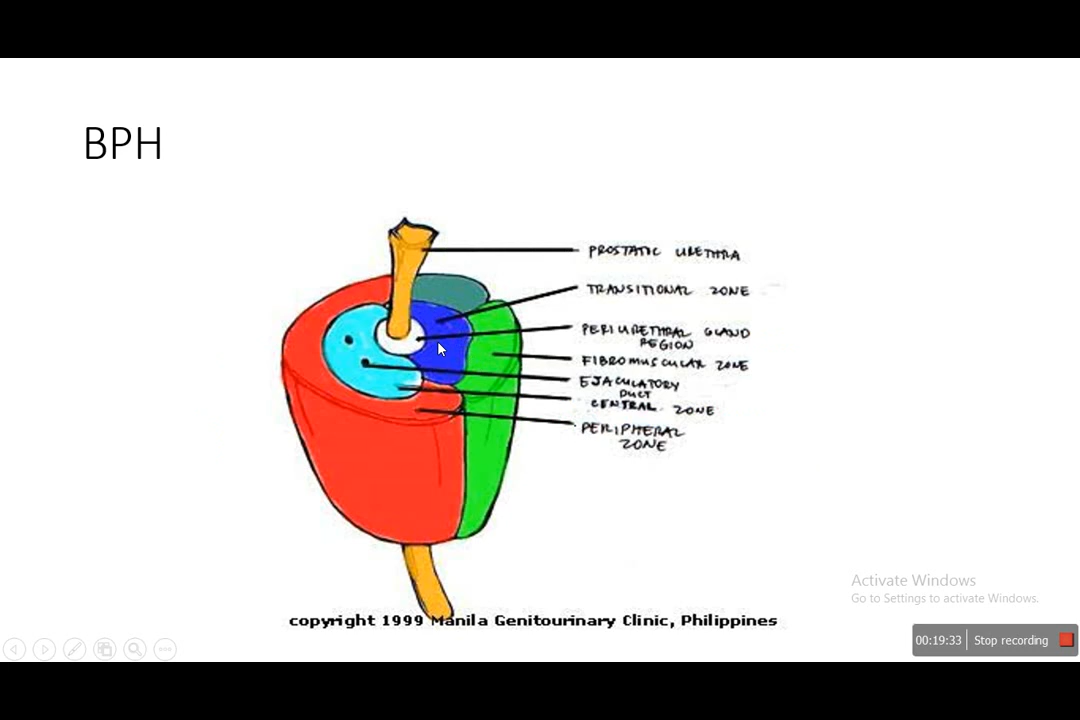 BPH
PROSTATIC URETHRA
TRANSITIONAL ZONE
PERIURETHRAL GLAND
REGION
FIBROMUSCULAR ZONE
EJACULATORY
DUCT
CENTRAL ZONE
PERIPHERAL
ZONE
Activate Windows
Go to Settings to activate Windows.
copyright 1999 Manila Genitourinary Clinic, Philippines
00:19:33 Stop recording